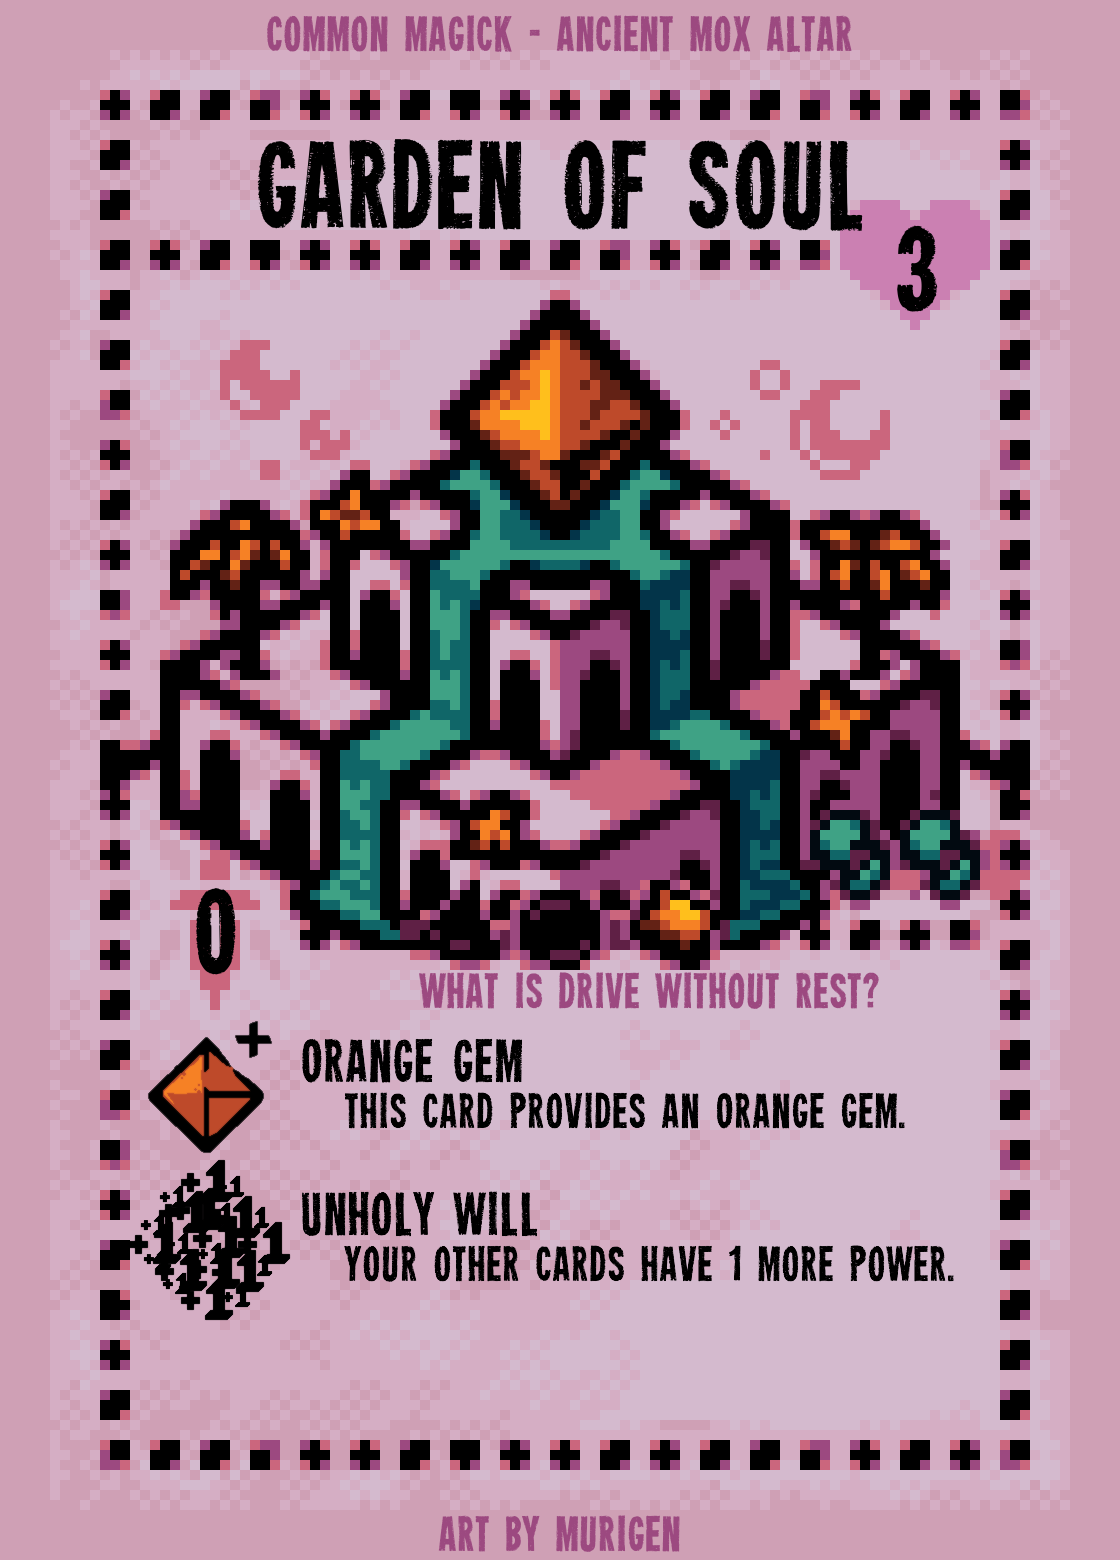 COMMON MAGICK - ANCIENT MOX ALTAR
GARDEN OF SOUL
3
0
WHAT IS DRIVE WITHOUT REST?
ORANGE GEM
THIS CARD PROVIDES AN ORANGE GEM.
UNHOLY WILL
YOUR OTHER CARDS HAVE 1 MORE POWER.
ART BY MURIGEN